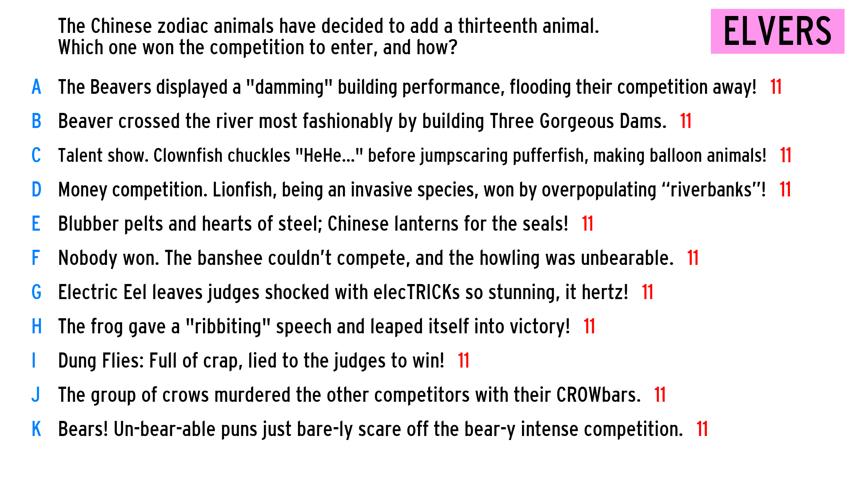 The Chinese zodiac animals have decided to add a thirteenth animal.
Which one won the competition to enter, and how?
ELVERS
A The Beavers displayed a "damming" building performance, flooding their competition away! 11
B Beaver crossed the river most fashionably by building Three Gorgeous Dams. 11
C Talent show. Clownfish chuckles "HeHe..." before jumpscaring pufferfish, making balloon animals! 11
D Money competition. Lionfish, being an invasive species, won by overpopulating “riverbanks”! 11
E Blubber pelts and hearts of steel; Chinese lanterns for the seals! 11
F Nobody won. The banshee couldn’t compete, and the howling was unbearable. 11
G Electric Eel leaves judges shocked with elecTRICKs so stunning, it hertz! 11
H The frog gave a "ribbiting" speech and leaped itself into victory! 11
I Dung Flies: Full of crap, lied to the judges to win! 11
J The group of crows murdered the other competitors with their CROWbars. 11
K Bears! Un-bear-able puns just bare-ly scare off the bear-y intense competition. 11